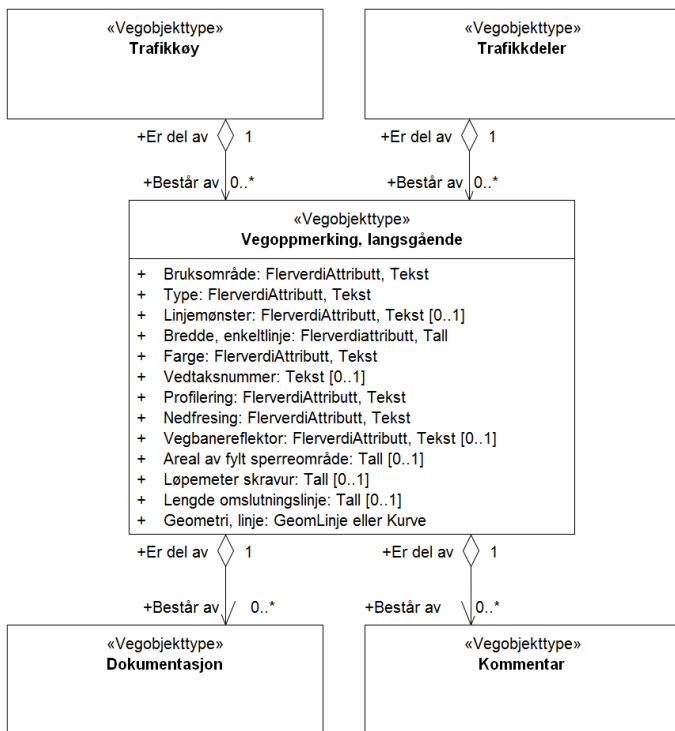 «Vegobjekttype»
Trafikkøy
«Vegobjekttype»
Trafikkdeler
+Er del av 1
+Er del av 1
+Består av 0..*
+Består av 0..*
«Vegobjekttype»
Vegoppmerking, langsgående
+ Bruksområde: FlerverdiAttributt, Tekst
+ Type: FlerverdiAttributt, Tekst
+ Linjemønster: FlerverdiAttributt, Tekst [0..1]
+ Bredde, enkeltlinje: Flerverdiattributt, Tall
+ Farge: FlerverdiAttributt, Tekst
+ Vedtaksnummer: Tekst [0..1]
+ Profilering: FlerverdiAttributt, Tekst
+ Nedfresing: FlerverdiAttributt, Tekst
+ Vegbanereflektor: FlerverdiAttributt, Tekst [0..1]
+ Areal av fylt sperreområde: Tall [0..1]
+ Løpemeter skravur: Tall [0..1]
+ Lengde omslutningslinje: Tall [0..1]
+ Geometri, linje: GeomLinje eller Kurve
+Er del av 1
+Er del av 1
+Består av 0..*
+Består av 0..*
«Vegobjekttype»
Dokumentasjon
«Vegobjekttype»
Kommentar